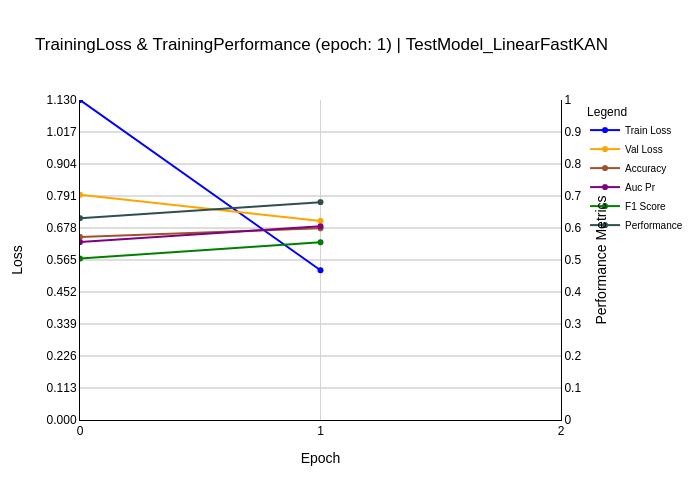 TrainingLoss & TrainingPerformance (epoch: 1) | TestModel_LinearFastKAN
1.130
1.017
0.904
0.791
0.678
0.565
0.452
0.339
0.226
0.113
0.000
Loss
0
1
2
Epoch
1
0.9
0.8
0.7
0.6
0.5
0.4
0.3
0.2
0.1
0
Performance Metrics
Legend
Train Loss
Val Loss
Accuracy
Auc Pr
F1 Score
Performance